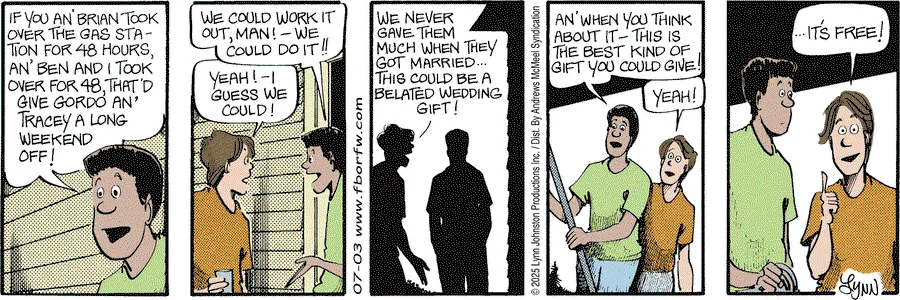 IF YOU AN' BRIAN TOOK
OVER THE GAS STA-
TION FOR 48 HOURS,
AN' BEN AND I TOOK
OVER FOR 48, THAT'D
GIVE GORDO AN'
TRACEY A LONG
WEEKEND
OFF!
WE COULD WORK IT
OUT, MAN! – WE
COULD DO IT!!
YEAH! – I
GUESS WE
COULD!
07-03 www.fborfw.com
WE NEVER
GAVE THEM
MUCH WHEN THEY
GOT MARRIED...
THIS COULD BE A
BELATED WEDDING
GIFT!
© 2025 Lynn Johnston Productions Inc. / Dist. By Andrews McMeel Syndication
AN' WHEN YOU THINK
ABOUT IT – THIS IS
THE BEST KIND OF
GIFT YOU COULD GIVE!
YEAH!
...IT'S FREE!
LYNN